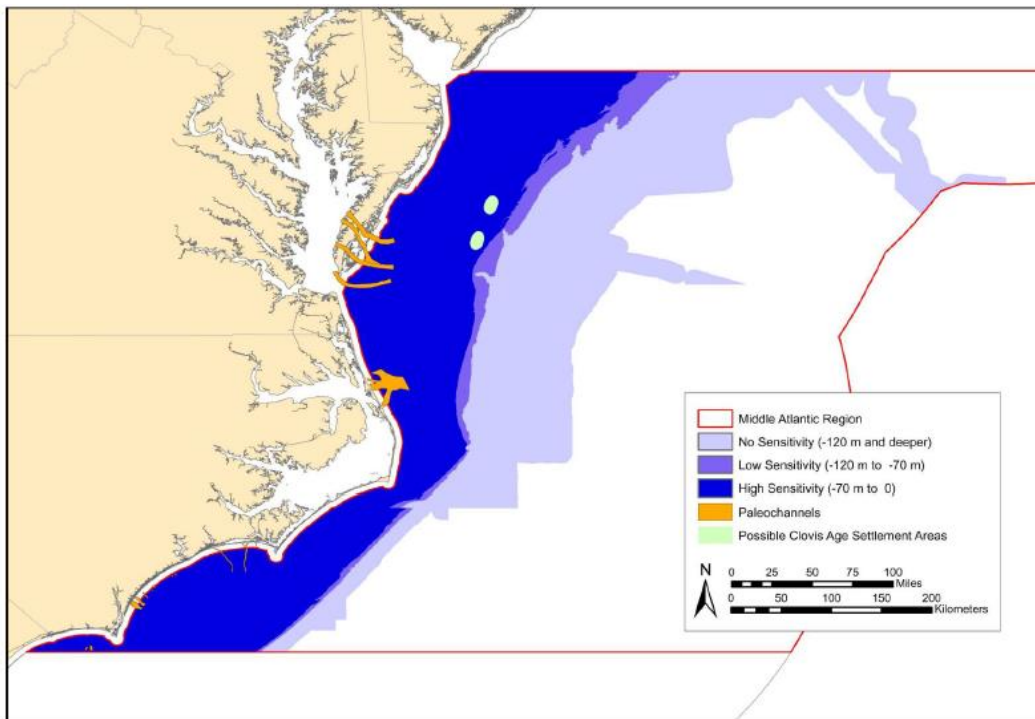 Middle Atlantic Region
No Sensitivity (-120 m and deeper)
Low Sensitivity (-120 m to -70 m)
High Sensitivity (-70 m to 0)
Paleochannels
Possible Clovis Age Settlement Areas
N
0 25 50 75 100
Miles
0 50 100 150 200
Kilometers